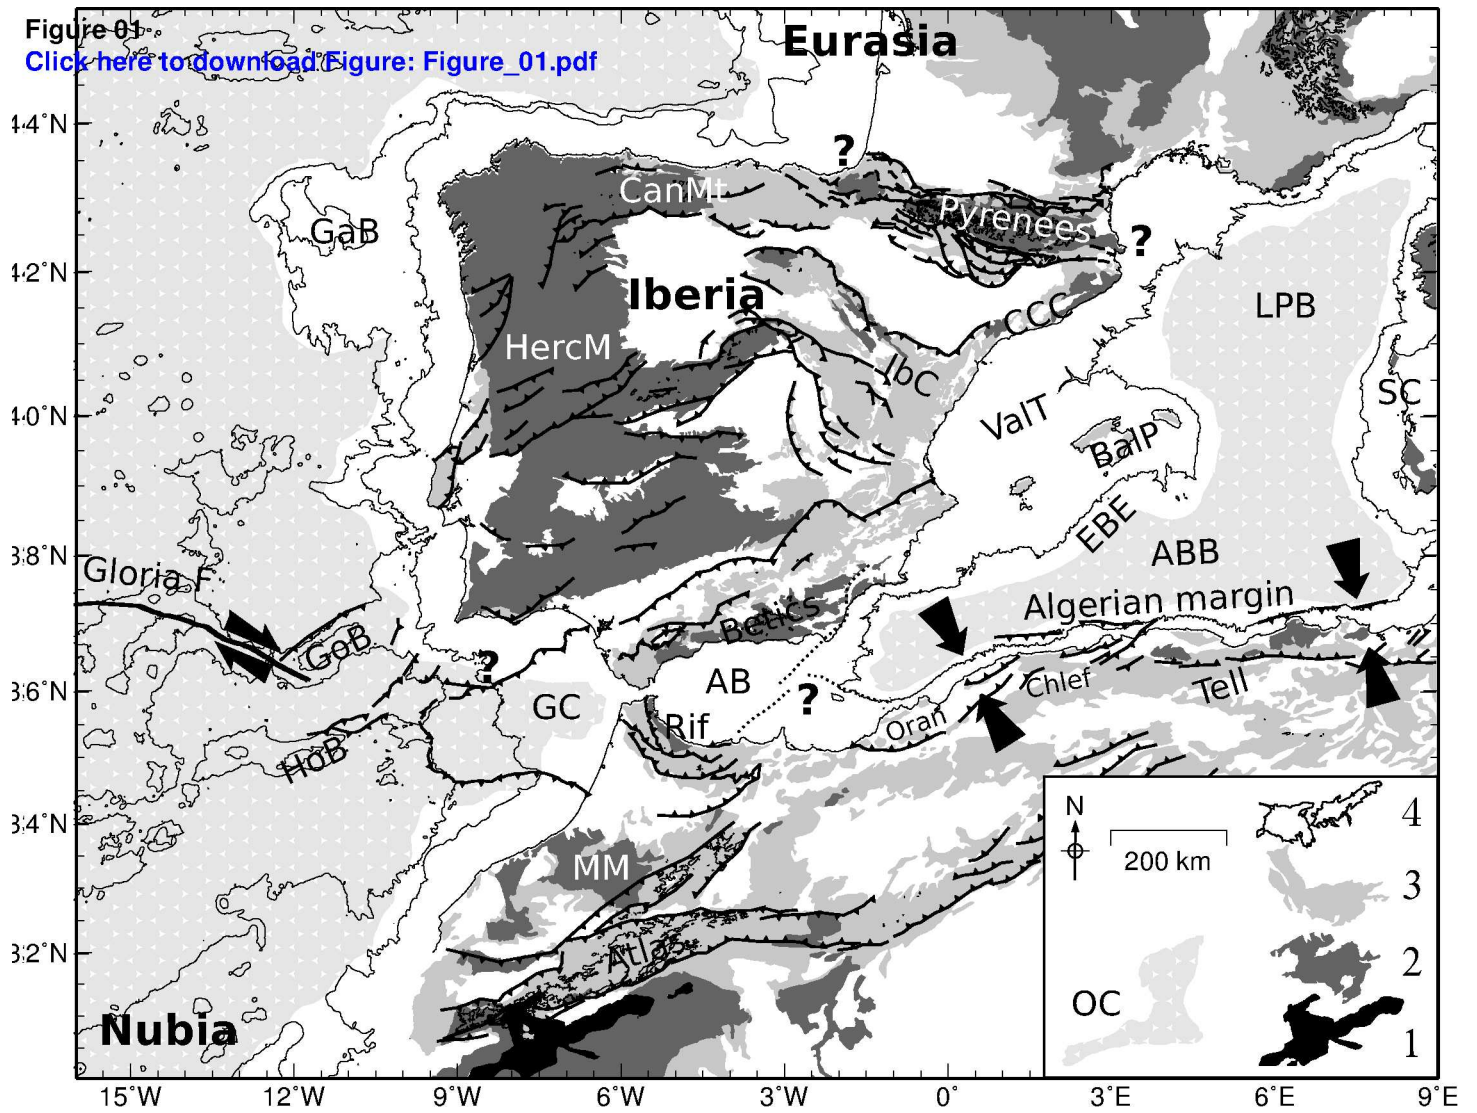 Figure 01
Click here to download Figure: Figure_01.pdf
Eurasia
44°N
?
CanMt
Pyrenees
GaB
?
42°N
Iberia
LPB
CCC
HercM
IbC
SC
40°N
ValT
BalP
EBE
38°N
ABB
Gloria F
Algerian margin
Betics
GoB
?
36°N
AB
Chlef
Tell
GC
?
Oran
Rif
HoB
N
4
34°N
200 km
MM
3
32°N
Atlas
2
OC
Nubia
1
15°W
12°W
9°W
6°W
3°W
0°
3°E
6°E
9°E